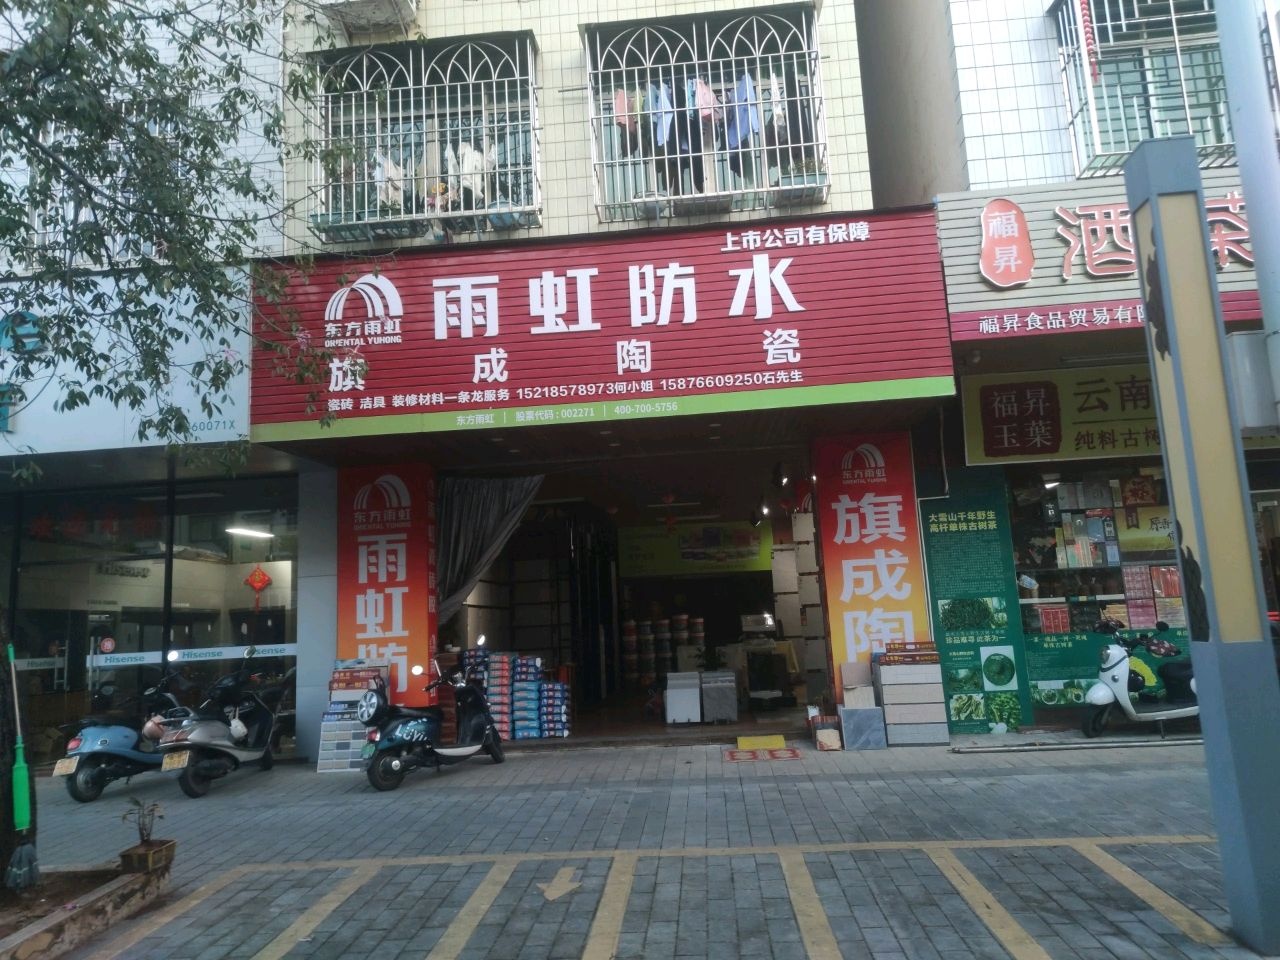 上市公司有保障
东方雨虹
ORIENTAL YUHONG
雨虹防水
旗成陶瓷
瓷砖 洁具 装修材料一条龙服务 15218578973何小姐 15876609250石先生
东方雨虹 | 股票代码:002271 | 400-700-5756
福昇
酒茶
福昇食品贸易有限
福昇
玉葉
云南
纯料古树
60071X
东方雨虹
ORIENTAL YUHONG
雨虹防
东方雨虹
ORIENTAL YUHONG
旗成陶
大雪山千年野生
高杆单株古树茶
Hisense
Hisense
Hisense
Hisense